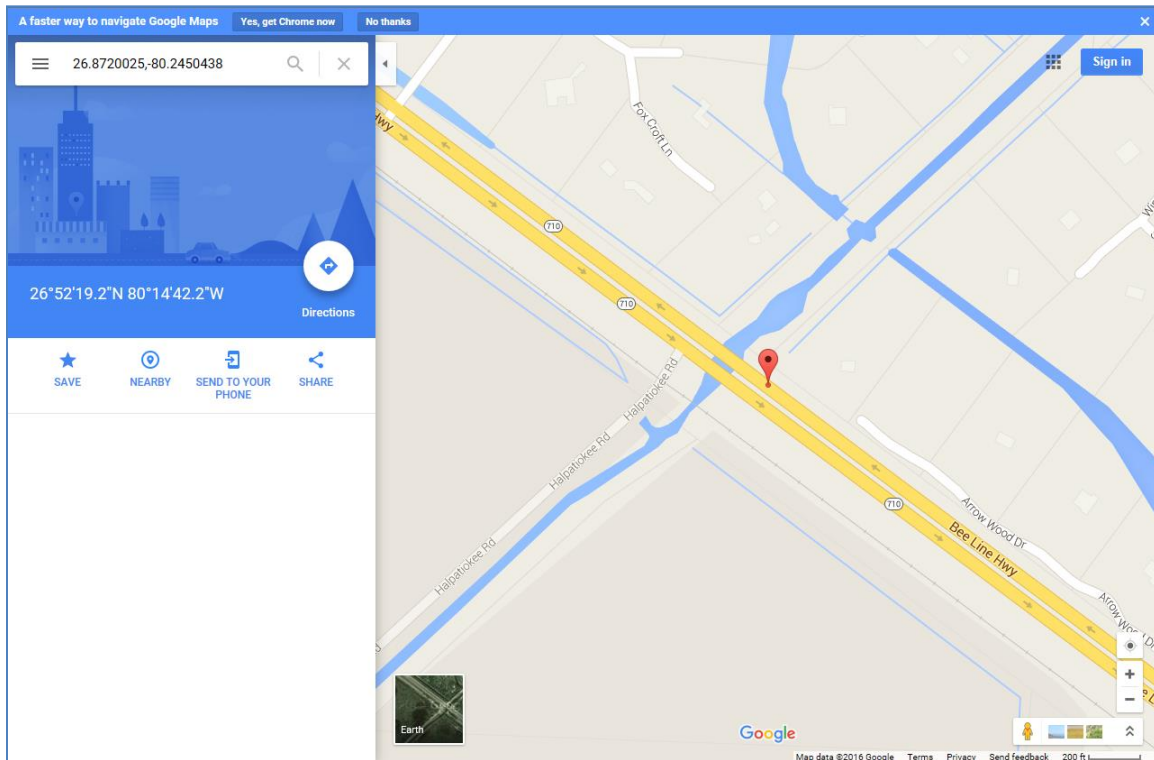 A faster way to navigate Google Maps Yes, get Chrome now No thanks
26.8720025,-80.2450438
Sign in
26°52'19.2"N 80°14'42.2"W
Directions
SAVE
NEARBY
SEND TO YOUR
PHONE
SHARE
Hwy
Fox Croft Ln
710
710
Halpatiokee Rd
Halpatiokee Rd
710
Arrow Wood Dr
Bee Line Hwy
Halpatiokee Rd
Arrow Wood Dr
Earth
Google
Map data ©2016 Google Terms Privacy Send feedback 200 ft